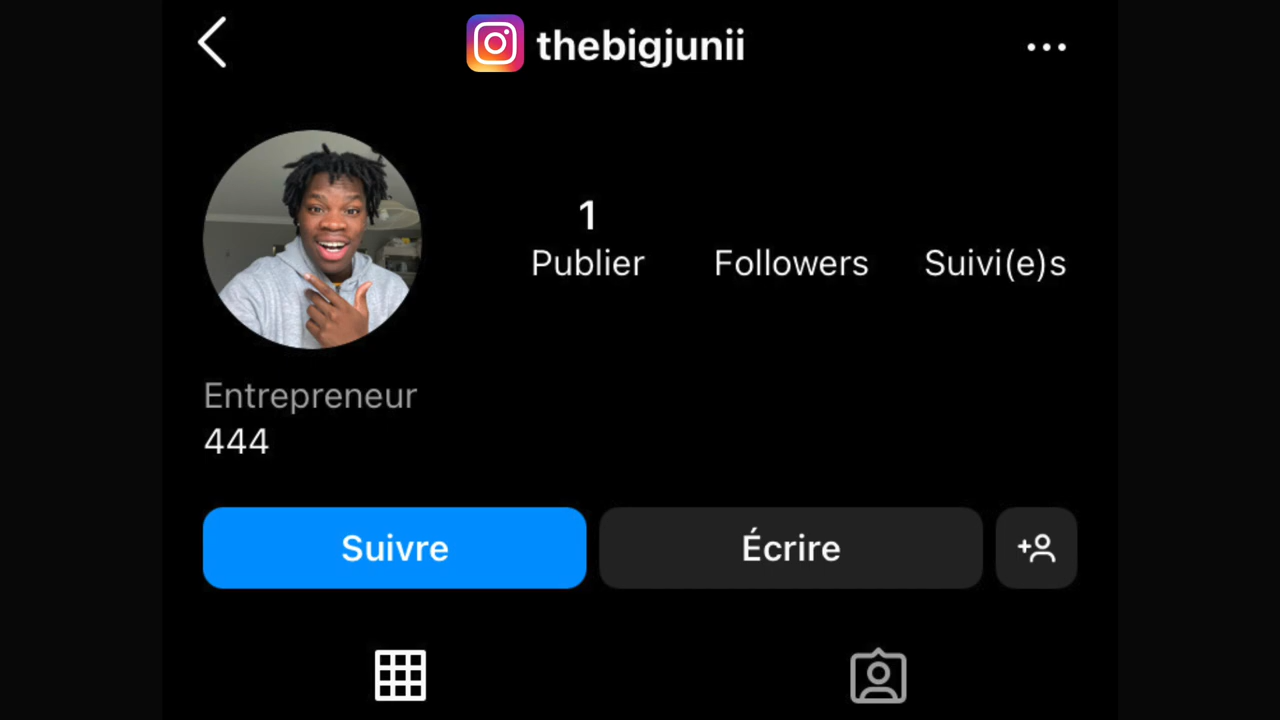 thebigjunii
1
Publier Followers Suivi(e)s
Entrepreneur
444
Suivre Écrire